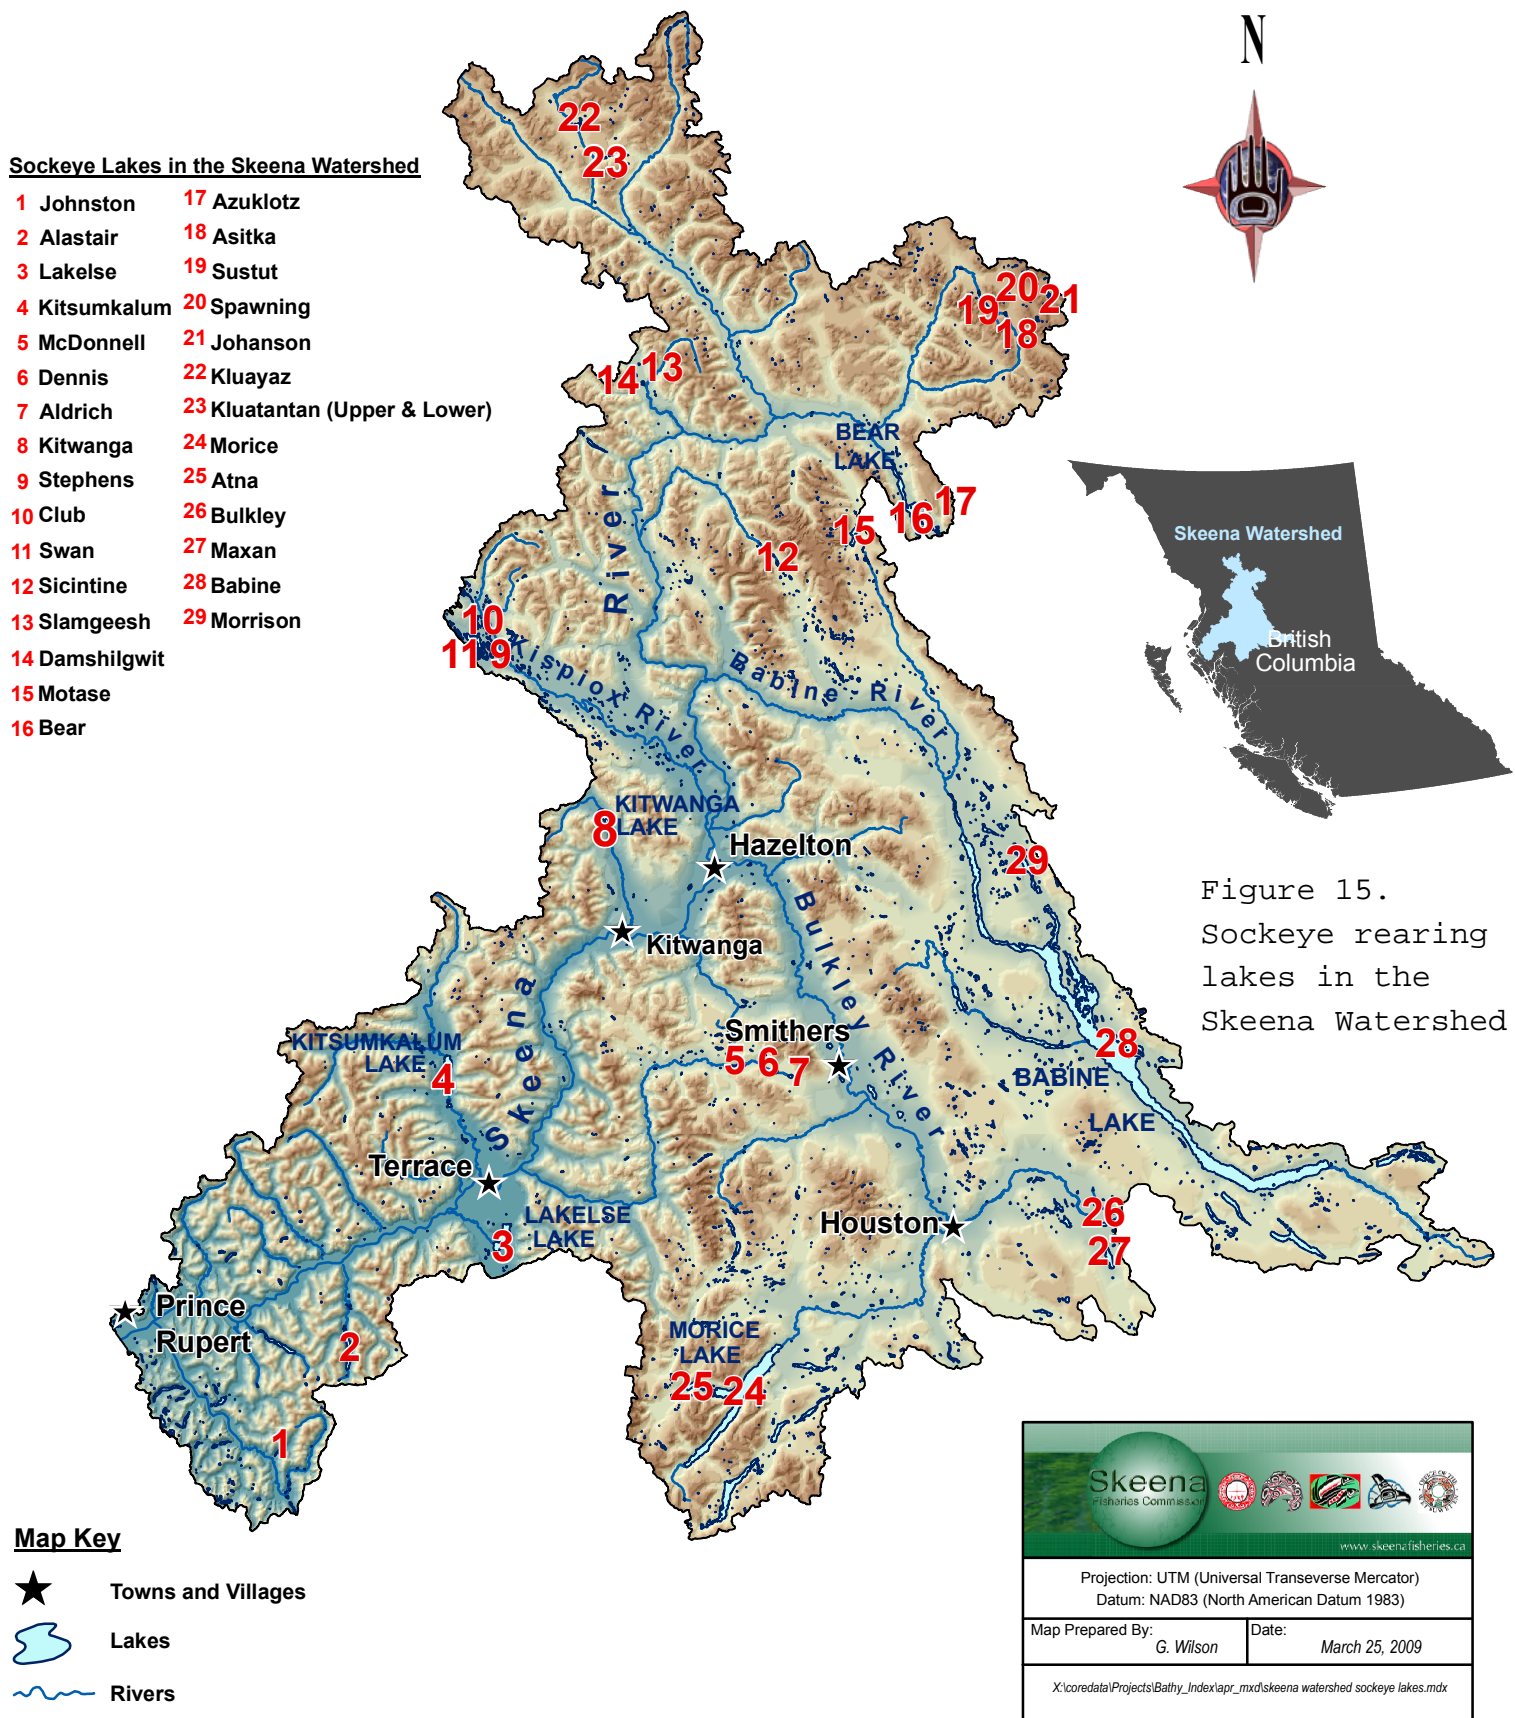 N
Sockeye Lakes in the Skeena Watershed
1 Johnston
2 Alastair
3 Lakelse
4 Kitsumkalum
5 McDonnell
6 Dennis
7 Aldrich
8 Kitwanga
9 Stephens
10 Club
11 Swan
12 Sicintine
13 Slamgeesh
14 Damshilgwit
15 Motase
16 Bear
17 Azuklotz
18 Asitka
19 Sustut
20 Spawning
21 Johanson
22 Kluayaz
23 Kluatantan (Upper & Lower)
24 Morice
25 Atna
26 Bulkley
27 Maxan
28 Babine
29 Morrison
22
23
20
21
19
18
13
14
BEAR
LAKE
17
16
15
12
River
10
11 9
Kispiox River
Babine River
KITWANGA
LAKE
8
Hazelton
29
Kitwanga
Bulkley River
Skeena
Smithers
5 6 7
28
BABINE
LAKE
KITSUMKALUM
LAKE
4
Terrace
LAKELSE
LAKE
3
Houston
26
27
Prince
Rupert
2
MORICE
LAKE
25 24
1
Skeena Watershed
British
Columbia
Figure 15.
Sockeye rearing
lakes in the
Skeena Watershed
Map Key
Towns and Villages
Lakes
Rivers
Skeena
Fisheries Commission
www.skeenafisheries.ca
Projection: UTM (Universal Transeverse Mercator)
Datum: NAD83 (North American Datum 1983)
Map Prepared By:
G. Wilson
Date:
March 25, 2009
X:\coredata\Projects\Bathy_Index\apr_mxd\skeena watershed sockeye lakes.mdx